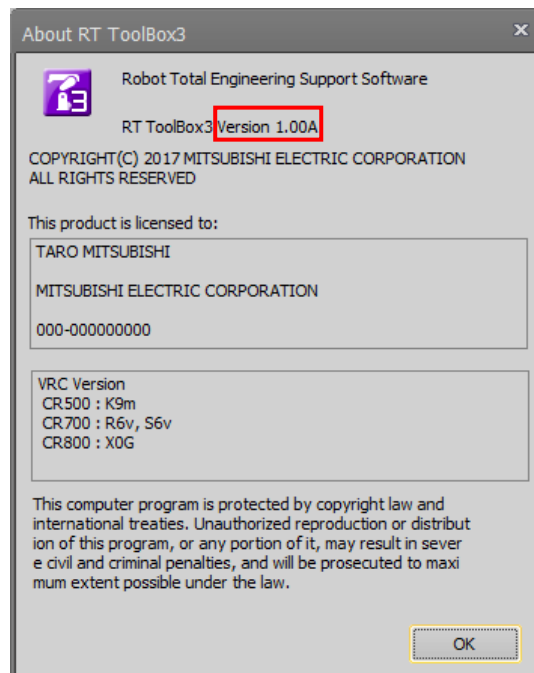 About RT ToolBox3
Robot Total Engineering Support Software
RT ToolBox3 Version 1.00A
COPYRIGHT(C) 2017 MITSUBISHI ELECTRIC CORPORATION
ALL RIGHTS RESERVED
This product is licensed to:
TARO MITSUBISHI
MITSUBISHI ELECTRIC CORPORATION
000-000000000
VRC Version
CR500 : K9m
CR700 : R6v, S6v
CR800 : X0G
This computer program is protected by copyright law and
international treaties. Unauthorized reproduction or distribut
ion of this program, or any portion of it, may result in sever
e civil and criminal penalties, and will be prosecuted to maxi
mum extent possible under the law.
OK